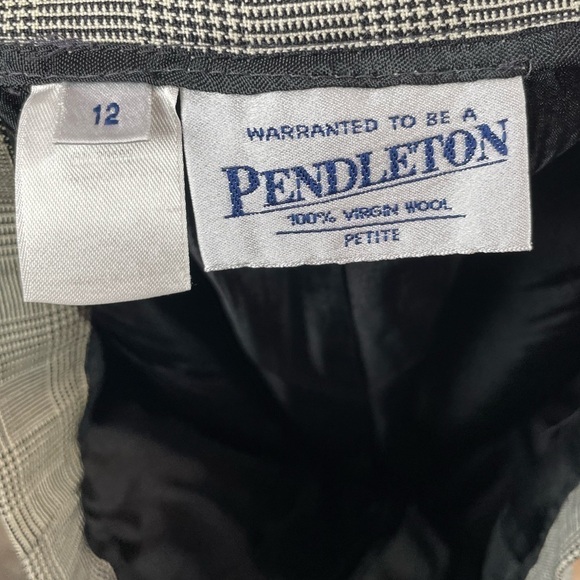 12
WARRANTED TO BE A
PENDLETON
100% VIRGIN WOOL
PETITE